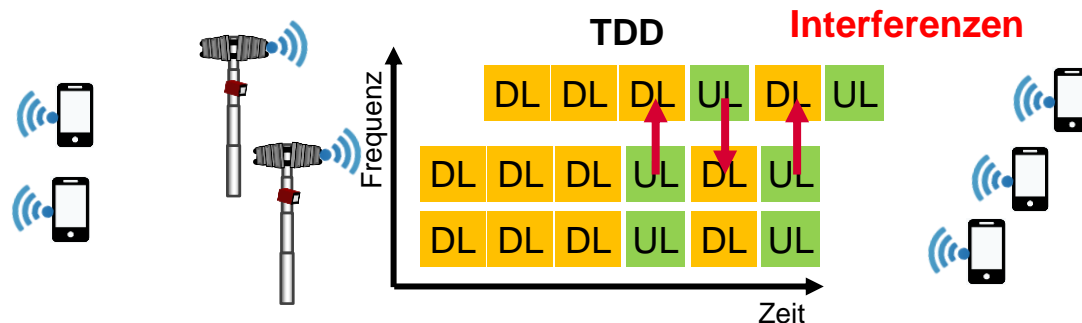 TDD
Interferenzen
Frequenz
DL DL DL UL DL UL
DL DL DL UL DL UL
DL DL DL UL DL UL
Zeit